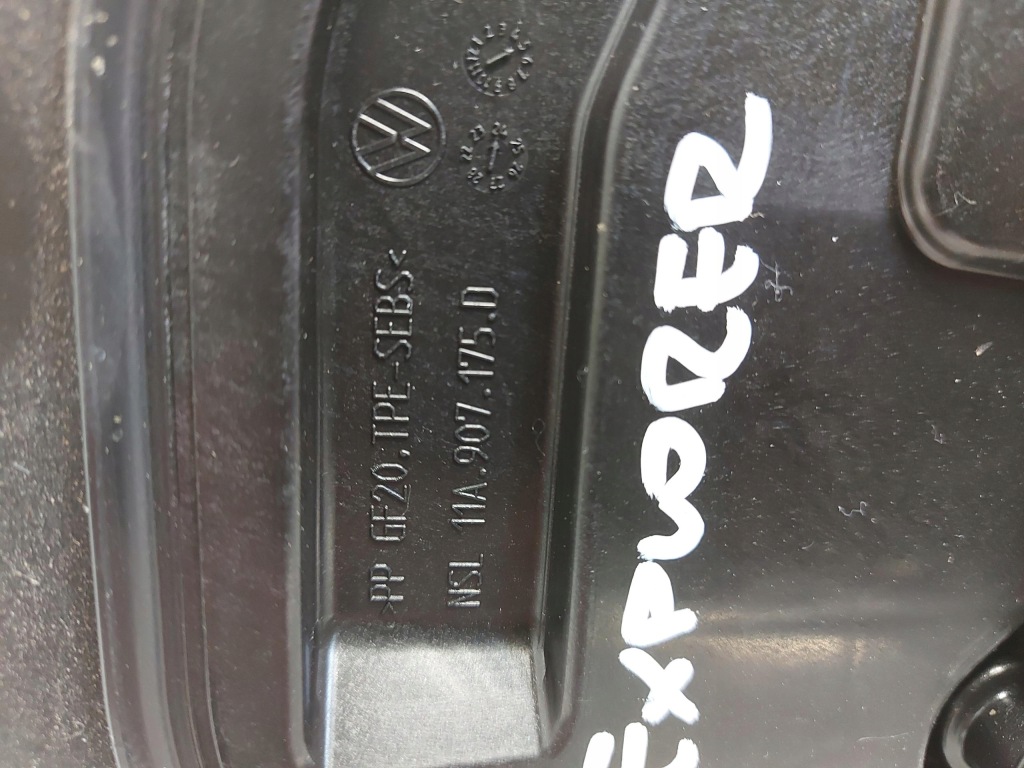 >PP GF20.TPE-SEBS<
NSL 11A.907.175.D
EXPLORER